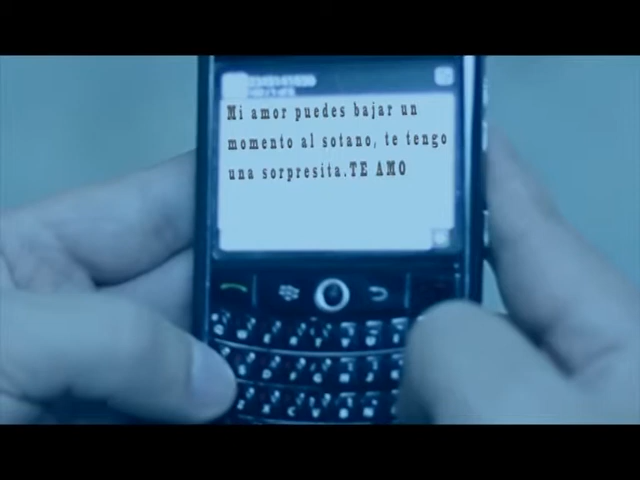 Mi amor puedes bajar un
momento al sotano, te tengo
una sorpresita.TE AMO